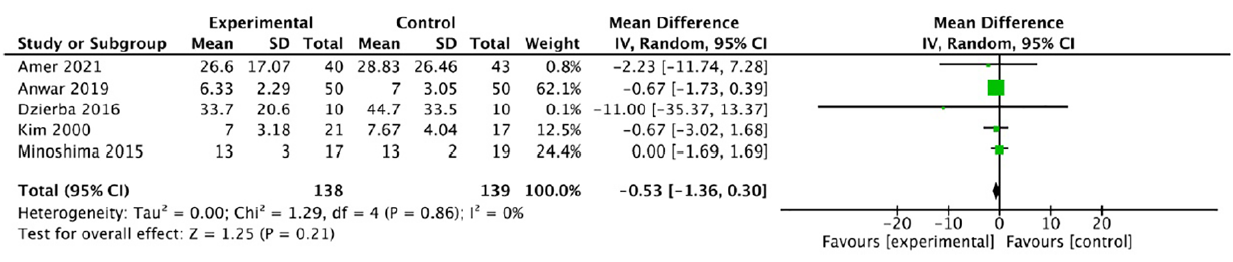 Experimental Control Mean Difference Mean Difference
Study or Subgroup Mean SD Total Mean SD Total Weight IV, Random, 95% CI IV, Random, 95% CI
Amer 2021 26.6 17.07 40 28.83 26.46 43 0.8% −2.23 [−11.74, 7.28]
Anwar 2019 6.33 2.29 50 7 3.05 50 62.1% −0.67 [−1.73, 0.39]
Dzierba 2016 33.7 20.6 10 44.7 33.5 10 0.1% −11.00 [−35.37, 13.37]
Kim 2000 7 3.18 21 7.67 4.04 17 12.5% −0.67 [−3.02, 1.68]
Minoshima 2015 13 3 17 13 2 19 24.4% 0.00 [−1.69, 1.69]
Total (95% CI) 138 139 100.0% −0.53 [−1.36, 0.30]
Heterogeneity: Tau² = 0.00; Chi² = 1.29, df = 4 (P = 0.86); I² = 0%
Test for overall effect: Z = 1.25 (P = 0.21)
−20 −10 0 10 20
Favours [experimental] Favours [control]